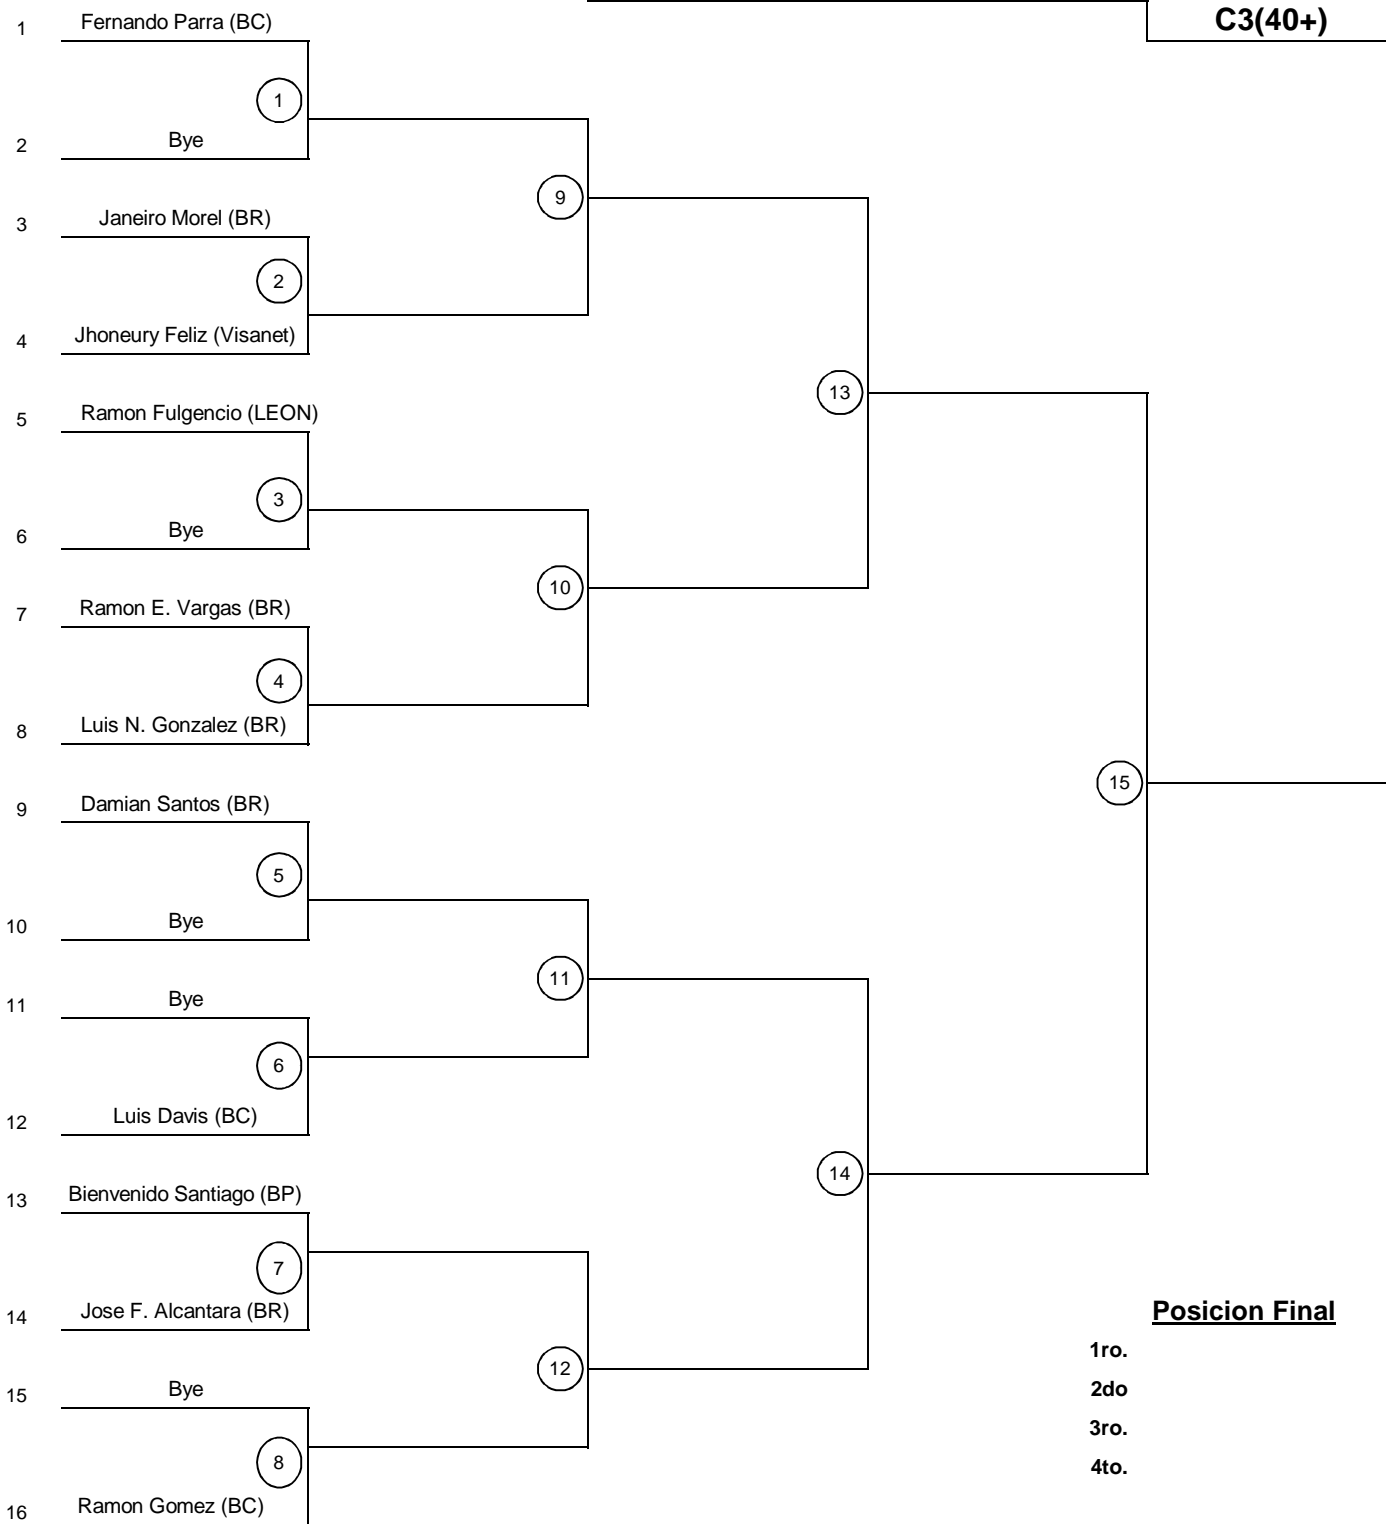 C3(40+)
1 Fernando Parra (BC)
1
2 Bye
9
3 Janeiro Morel (BR)
2
4 Jhoneury Feliz (Visanet)
13
5 Ramon Fulgencio (LEON)
3
6 Bye
10
7 Ramon E. Vargas (BR)
4
8 Luis N. Gonzalez (BR)
15
9 Damian Santos (BR)
5
10 Bye
11
11 Bye
6
12 Luis Davis (BC)
14
13 Bienvenido Santiago (BP)
7
14 Jose F. Alcantara (BR)
12
15 Bye
8
16 Ramon Gomez (BC)
Posicion Final
1ro.
2do
3ro.
4to.